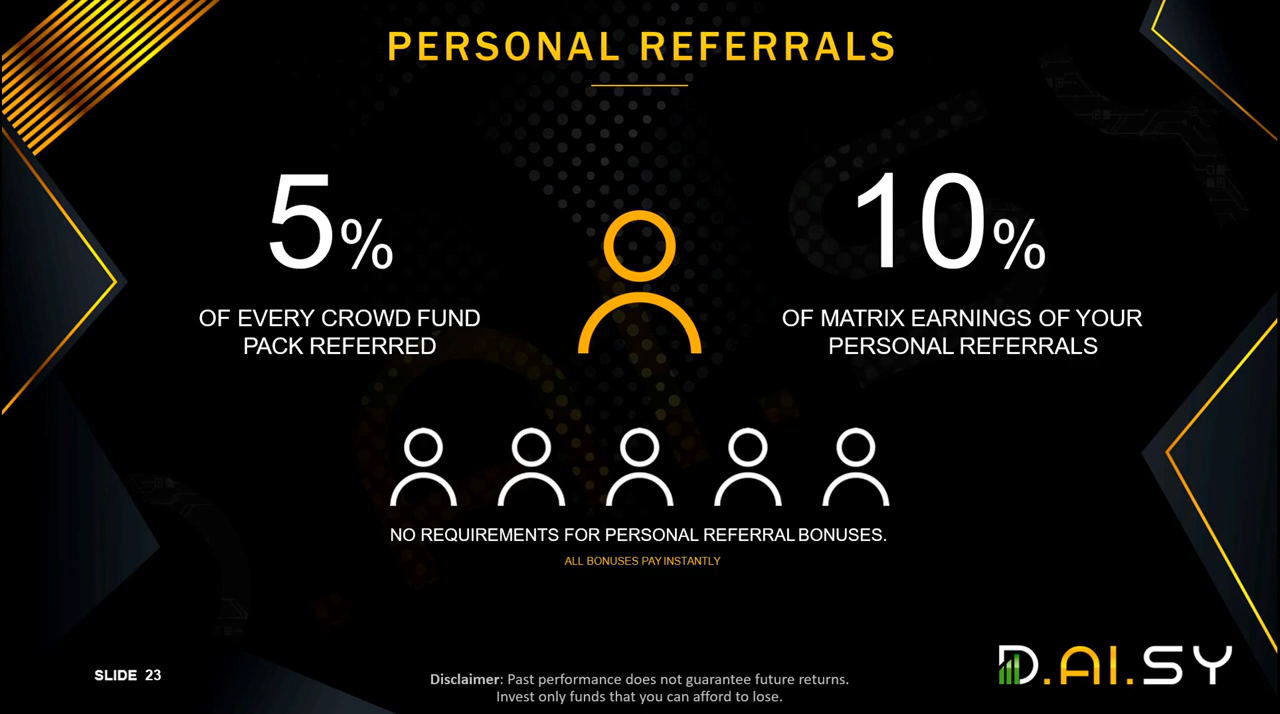 PERSONAL REFERRALS
5%
OF EVERY CROWD FUND
PACK REFERRED
10%
OF MATRIX EARNINGS OF YOUR
PERSONAL REFERRALS
NO REQUIREMENTS FOR PERSONAL REFERRAL BONUSES.
ALL BONUSES PAY INSTANTLY
SLIDE 23
Disclaimer: Past performance does not guarantee future returns.
Invest only funds that you can afford to lose.
D.AI.SY